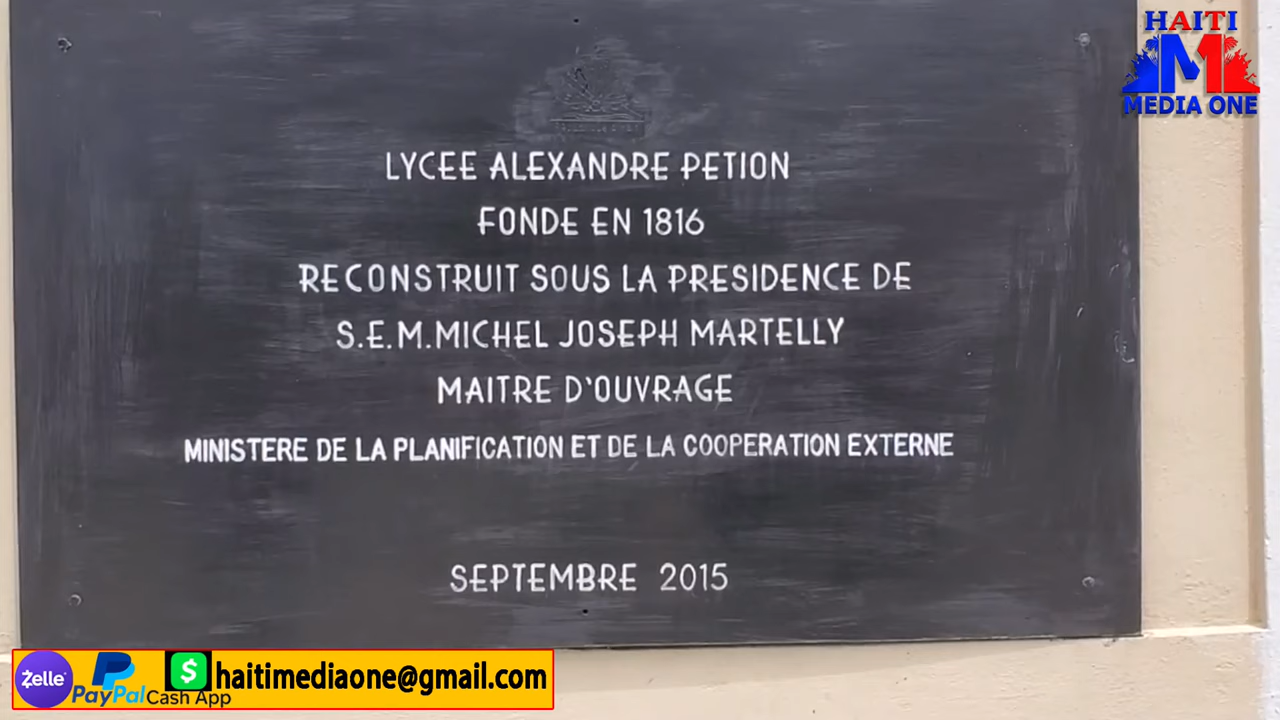 HAITI
M
MEDIA ONE
LYCEE ALEXANDRE PETION
FONDE EN 1816
RECONSTRUIT SOUS LA PRESIDENCE DE
S.E.M.MICHEL JOSEPH MARTELLY
MAITRE D'OUVRAGE
MINISTERE DE LA PLANIFICATION ET DE LA COOPERATION EXTERNE
SEPTEMBRE 2015
Zelle PayPal $ Cash App haitimediaone@gmail.com